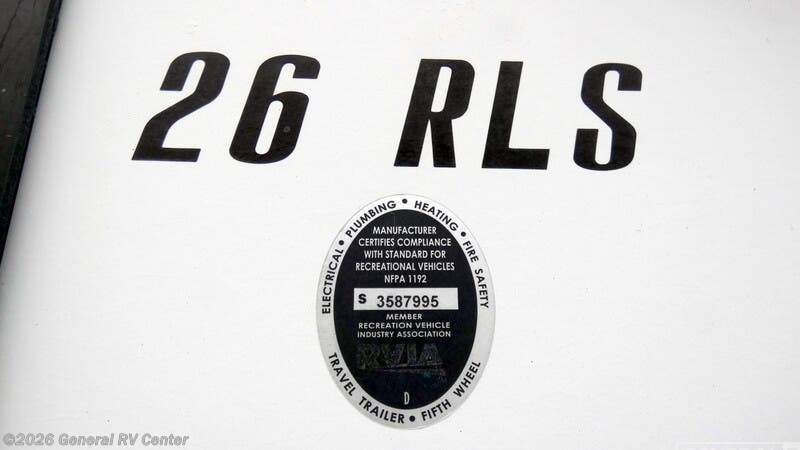 26 RLS
ELECTRICAL • PLUMBING • HEATING • FIRE SAFETY
MANUFACTURER
CERTIFIES COMPLIANCE
WITH STANDARD FOR
RECREATIONAL VEHICLES
NFPA 1192
S 3587995
MEMBER
RECREATION VEHICLE
INDUSTRY ASSOCIATION
RVIA
D
TRAVEL TRAILER • FIFTH WHEEL
©2026 General RV Center